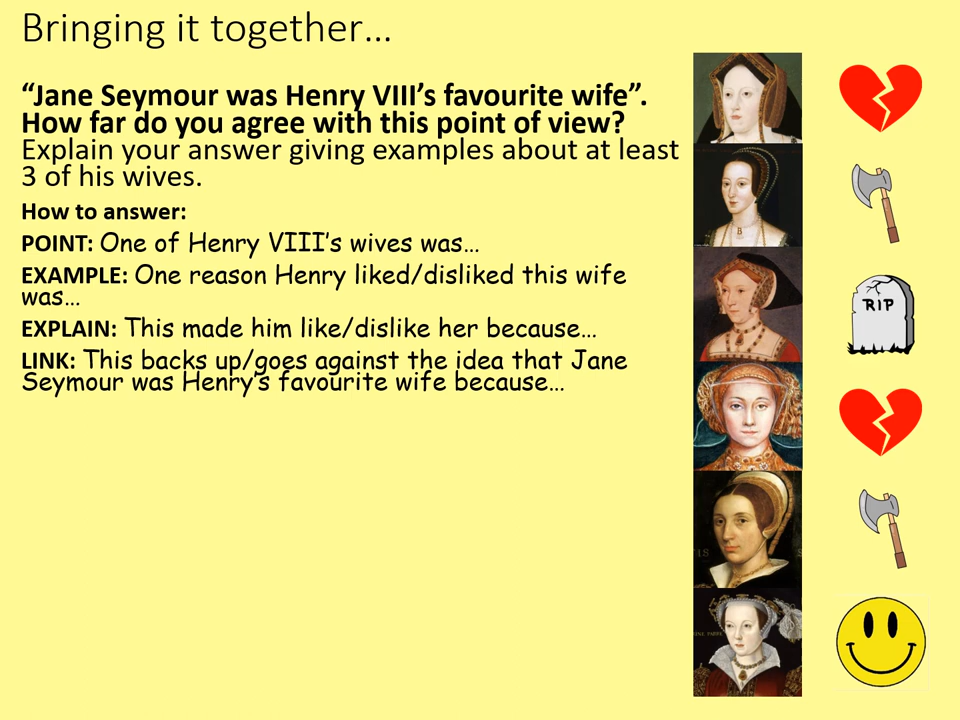 Bringing it together…
“Jane Seymour was Henry VIII’s favourite wife”.
How far do you agree with this point of view?
Explain your answer giving examples about at least
3 of his wives.
How to answer:
POINT: One of Henry VIII’s wives was…
EXAMPLE: One reason Henry liked/disliked this wife
was…
EXPLAIN: This made him like/dislike her because…
LINK: This backs up/goes against the idea that Jane
Seymour was Henry’s favourite wife because…
RIP